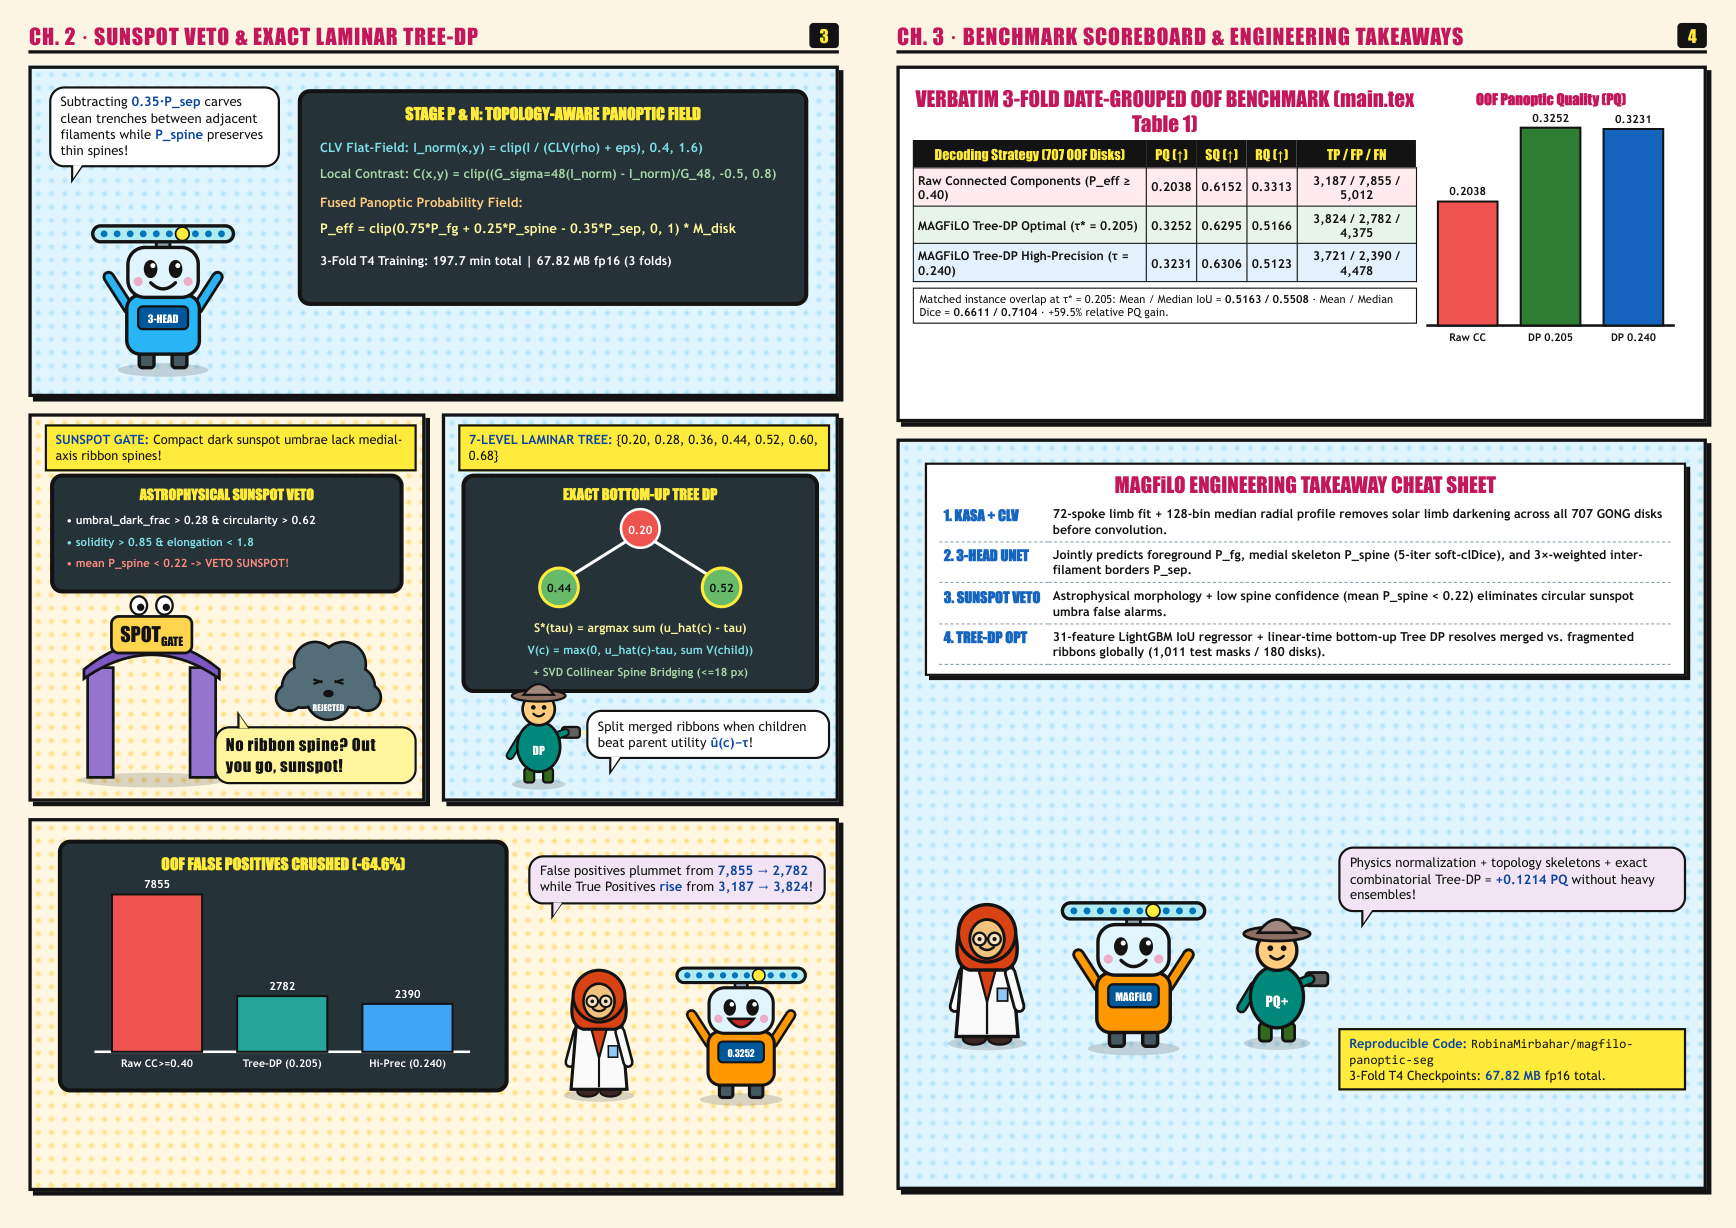 CH. 2 · SUNSPOT VETO & EXACT LAMINAR TREE-DP
3
Subtracting 0.35·P_sep carves
clean trenches between adjacent
filaments while P_spine preserves
thin spines!
3-HEAD
STAGE P & N: TOPOLOGY-AWARE PANOPTIC FIELD
CLV Flat-Field: I_norm(x,y) = clip(I / (CLV(rho) + eps), 0.4, 1.6)
Local Contrast: C(x,y) = clip((G_sigma=48(I_norm) - I_norm)/G_48, -0.5, 0.8)
Fused Panoptic Probability Field:
P_eff = clip(0.75*P_fg + 0.25*P_spine - 0.35*P_sep, 0, 1) * M_disk
3-Fold T4 Training: 197.7 min total | 67.82 MB fp16 (3 folds)
SUNSPOT GATE: Compact dark sunspot umbrae lack medial-
axis ribbon spines!
ASTROPHYSICAL SUNSPOT VETO
• umbral_dark_frac > 0.28 & circularity > 0.62
• solidity > 0.85 & elongation < 1.8
• mean P_spine < 0.22 -> VETO SUNSPOT!
SPOT GATE
REJECTED
No ribbon spine? Out
you go, sunspot!
7-LEVEL LAMINAR TREE: {0.20, 0.28, 0.36, 0.44, 0.52, 0.60,
0.68}
EXACT BOTTOM-UP TREE DP
0.20
0.44
0.52
S*(tau) = argmax sum (u_hat(c) - tau)
V(c) = max(0, u_hat(c)-tau, sum V(child))
+ SVD Collinear Spine Bridging (<=18 px)
DP
Split merged ribbons when children
beat parent utility û(c)−τ!
OOF FALSE POSITIVES CRUSHED (-64.6%)
7855
2782
2390
Raw CC>=0.40
Tree-DP (0.205)
Hi-Prec (0.240)
False positives plummet from 7,855 → 2,782
while True Positives rise from 3,187 → 3,824!
0.3252
CH. 3 · BENCHMARK SCOREBOARD & ENGINEERING TAKEAWAYS
4
VERBATIM 3-FOLD DATE-GROUPED OOF BENCHMARK (main.tex
Table 1)
Decoding Strategy (707 OOF Disks) PQ (↑) SQ (↑) RQ (↑) TP / FP / FN
Raw Connected Components (P_eff ≥
0.40) 0.2038 0.6152 0.3313 3,187 / 7,855 /
5,012
MAGFiLO Tree-DP Optimal (τ* = 0.205) 0.3252 0.6295 0.5166 3,824 / 2,782 /
4,375
MAGFiLO Tree-DP High-Precision (τ =
0.240) 0.3231 0.6306 0.5123 3,721 / 2,390 /
4,478
Matched instance overlap at τ* = 0.205: Mean / Median IoU = 0.5163 / 0.5508 · Mean / Median
Dice = 0.6611 / 0.7104 · +59.5% relative PQ gain.
OOF Panoptic Quality (PQ)
0.2038
0.3252
0.3231
Raw CC
DP 0.205
DP 0.240
MAGFiLO ENGINEERING TAKEAWAY CHEAT SHEET
1. KASA + CLV 72-spoke limb fit + 128-bin median radial profile removes solar limb darkening across all 707 GONG disks
before convolution.
2. 3-HEAD UNET Jointly predicts foreground P_fg, medial skeleton P_spine (5-iter soft-clDice), and 3×-weighted inter-
filament borders P_sep.
3. SUNSPOT VETO Astrophysical morphology + low spine confidence (mean P_spine < 0.22) eliminates circular sunspot
umbra false alarms.
4. TREE-DP OPT 31-feature LightGBM IoU regressor + linear-time bottom-up Tree DP resolves merged vs. fragmented
ribbons globally (1,011 test masks / 180 disks).
Physics normalization + topology skeletons + exact
combinatorial Tree-DP = +0.1214 PQ without heavy
ensembles!
MAGFiLO
PQ+
Reproducible Code: RobinaMirbahar/magfilo-
panoptic-seg
3-Fold T4 Checkpoints: 67.82 MB fp16 total.